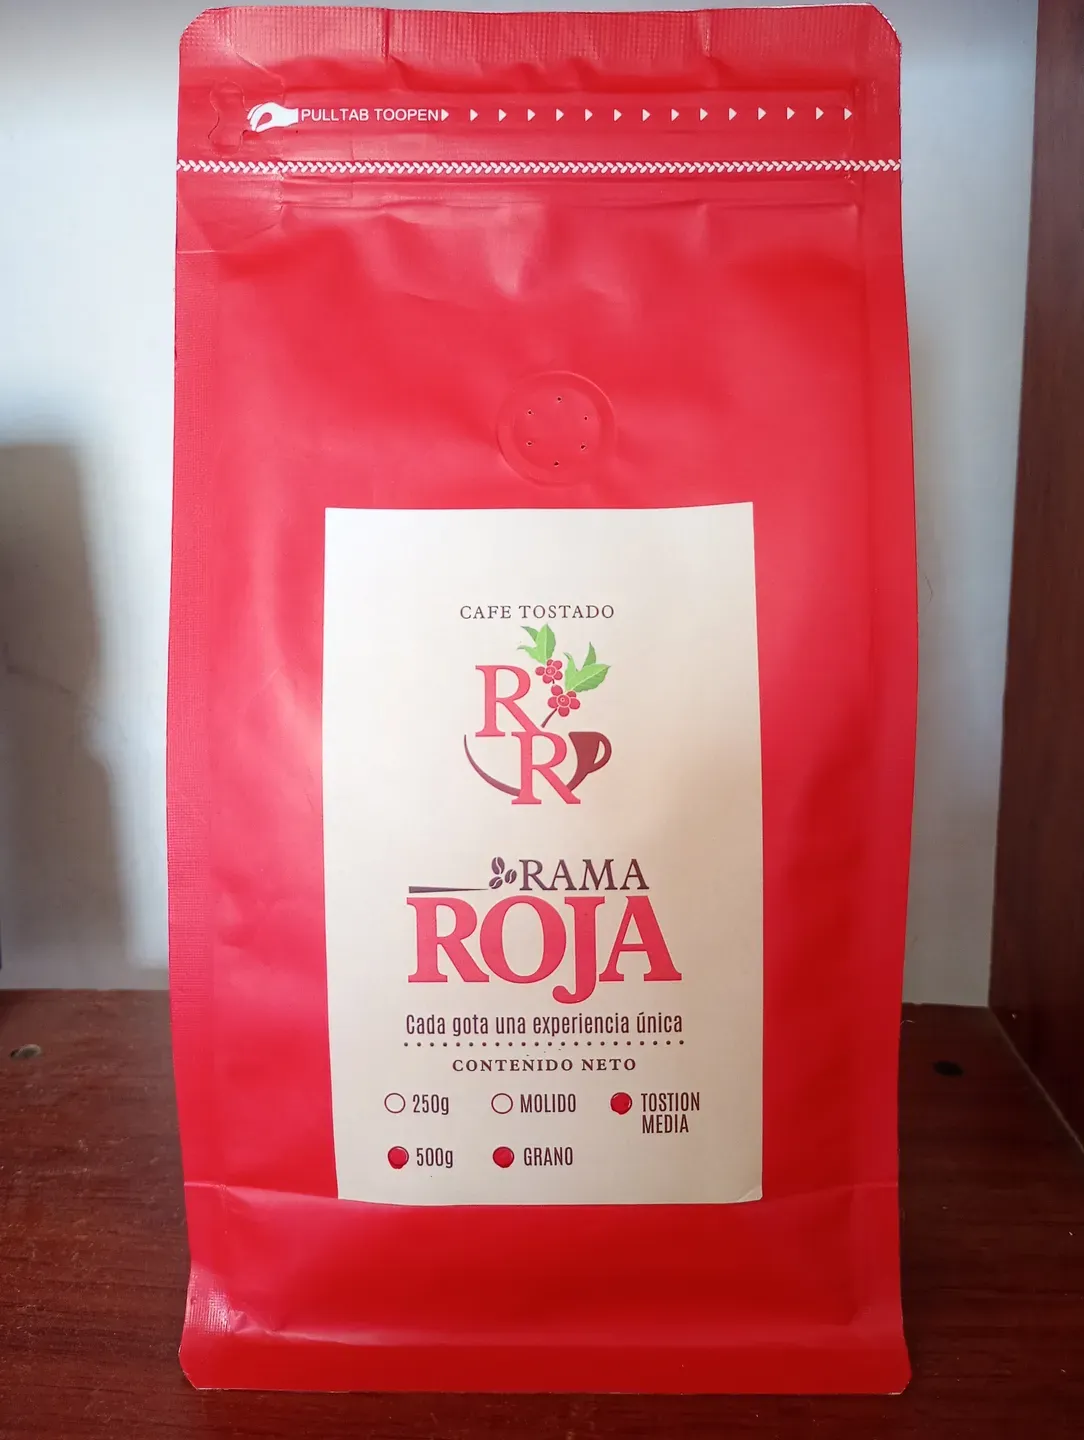 PULLTAB TOOPEN
CAFE TOSTADO
R
R
RAMA
ROJA
Cada gota una experiencia única
CONTENIDO NETO
250g MOLIDO TOSTION
MEDIA
500g GRANO